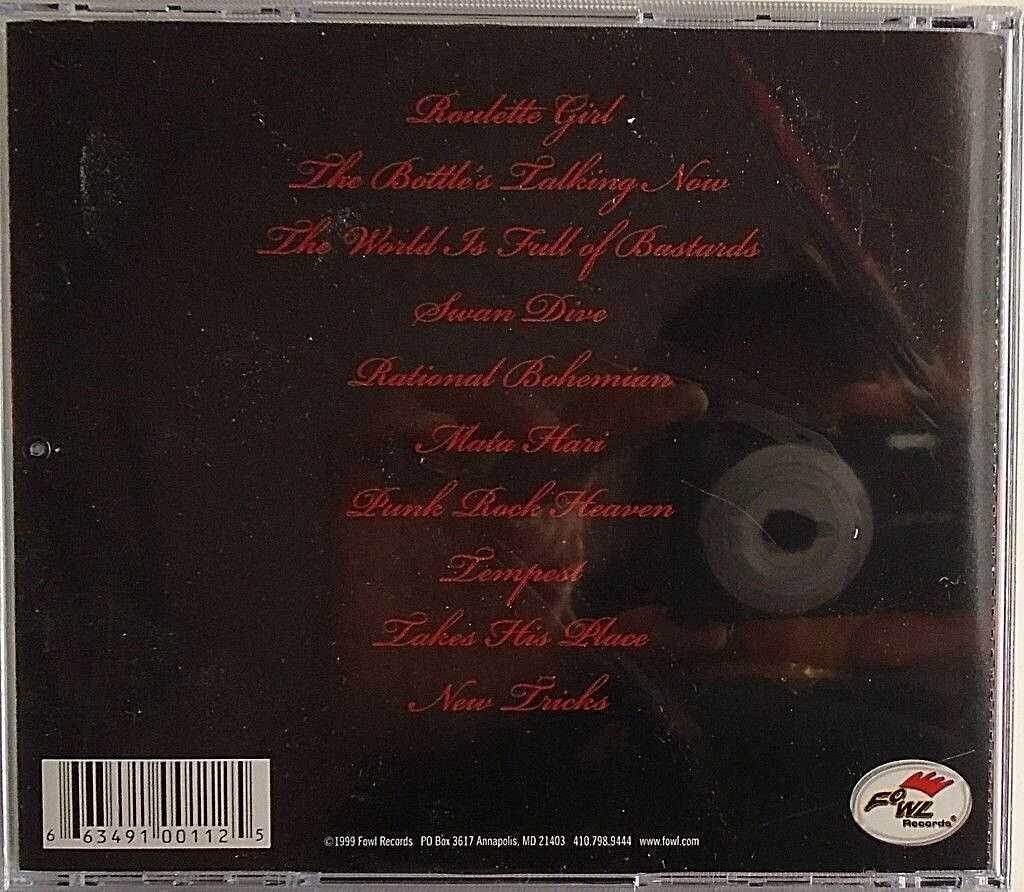 Roulette Girl
The Bottle's Talking Now
The World Is Full of Bastards
Swan Dive
Rational Bohemian
Mata Hari
Punk Rock Heaven
Tempest
Takes His Place
New Tricks
6 63491 00112 5
©1999 Fowl Records PO Box 3617 Annapolis, MD 21403 410.798.9444 www.fowl.com
FOWL
Records®